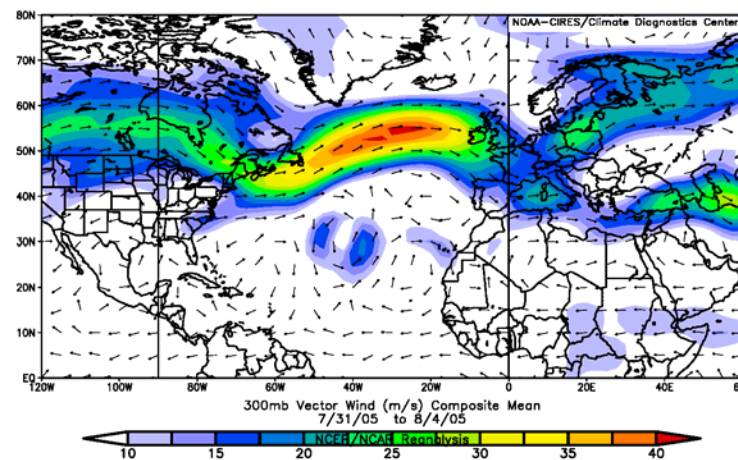 NOAA-CIRES/Climate Diagnostics Center
80N
70N
60N
50N
40N
30N
20N
10N
EQ
120W 100W 80W 60W 40W 20W 0 20E 40E 60E
300mb Vector Wind (m/s) Composite Mean
7/31/05 to 8/4/05
NCEP/NCAR Reanalysis
10 15 20 25 30 35 40